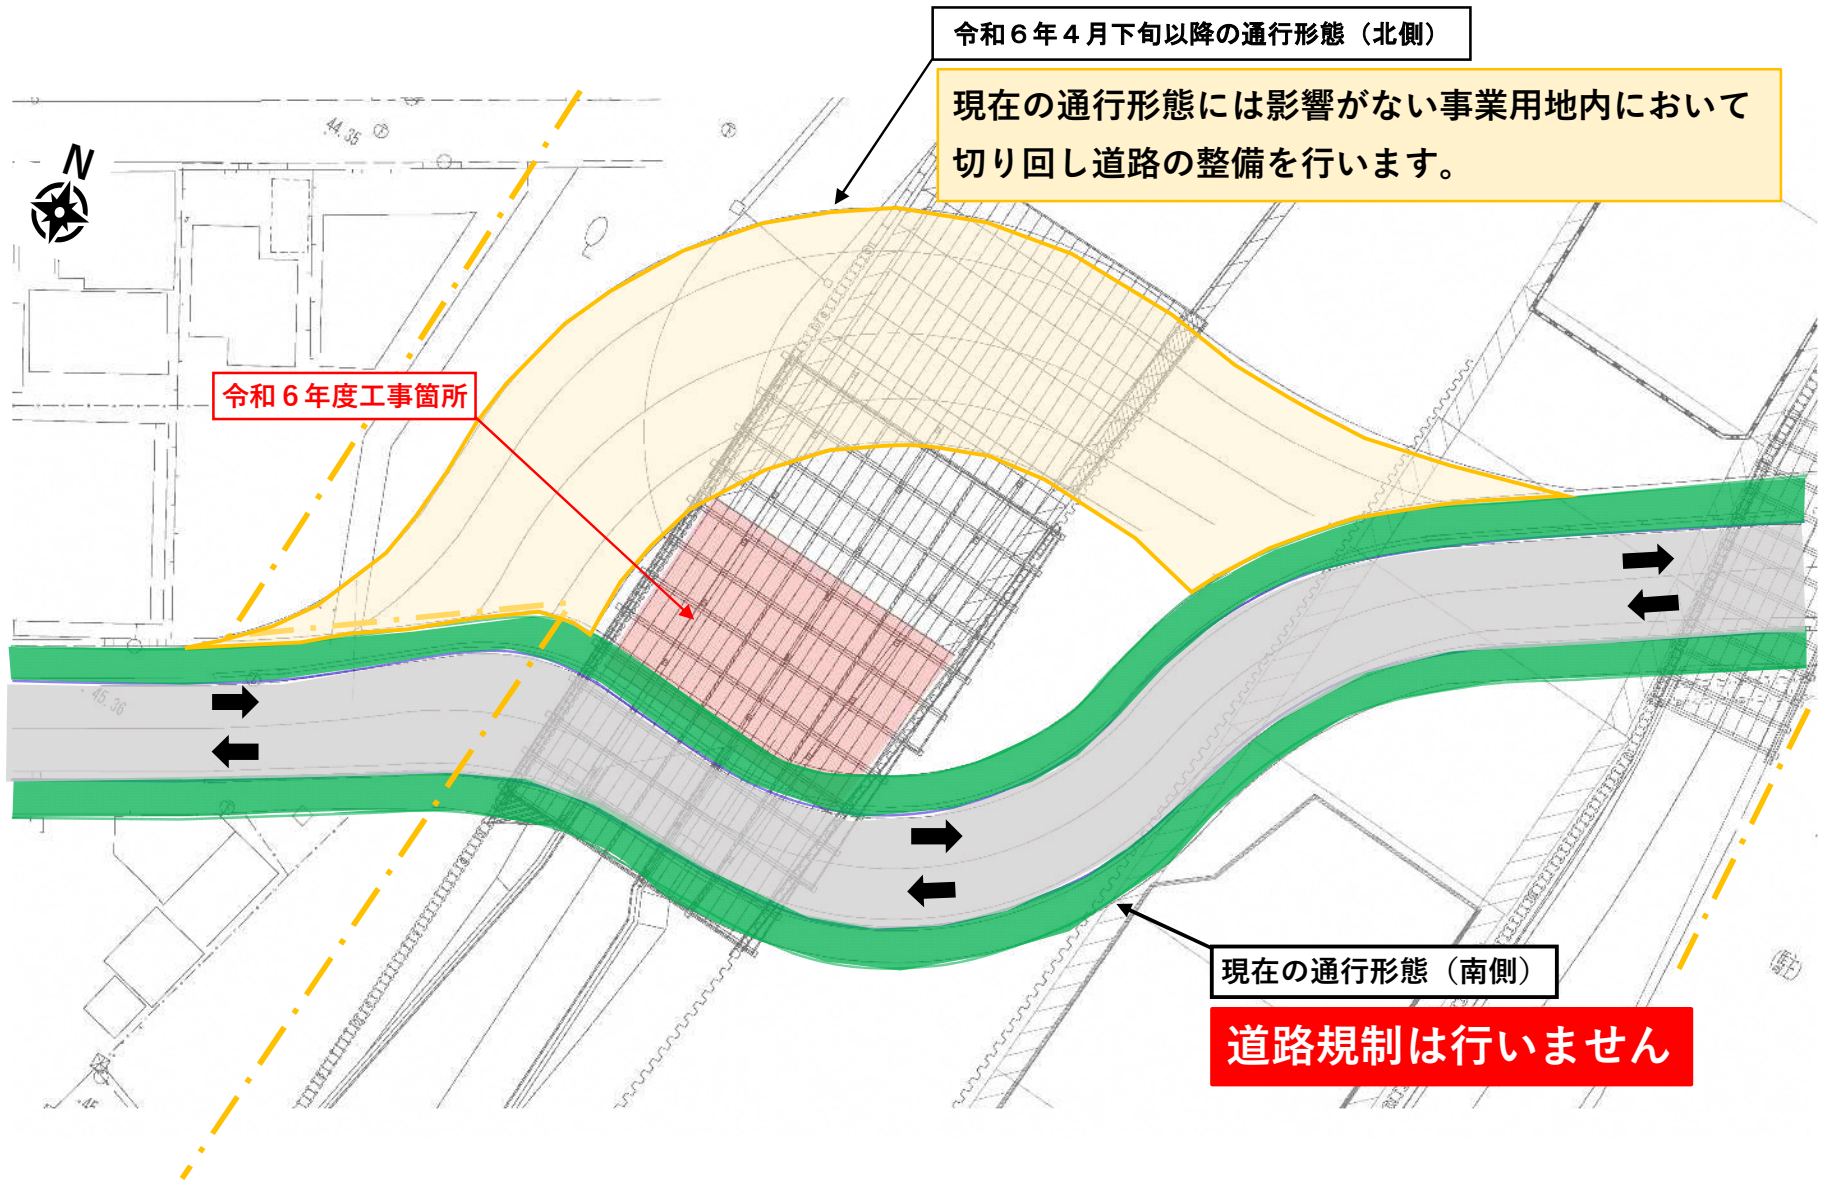 令和６年４月下旬以降の通行形態（北側）
現在の通行形態には影響がない事業用地内において
切り回し道路の整備を行います。
44.35
N
令和６年度工事箇所
45.36
現在の通行形態（南側）
道路規制は行いません